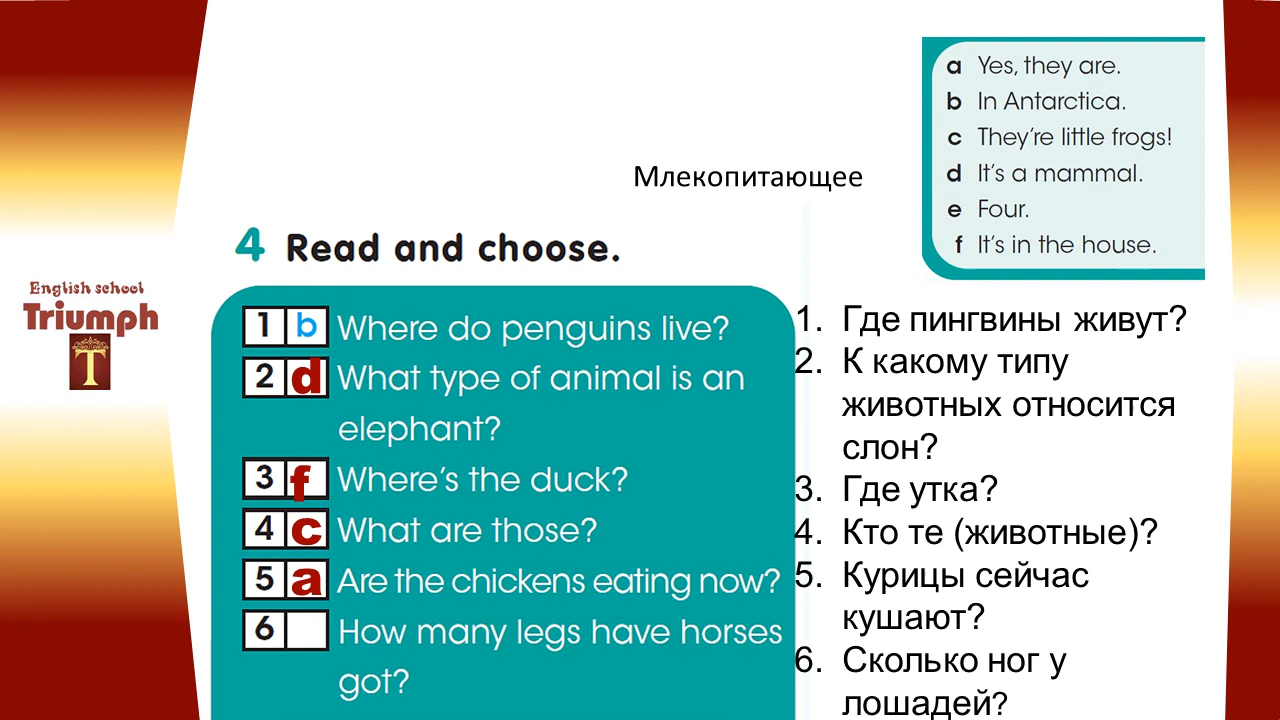 a Yes, they are.
b In Antarctica.
c They're little frogs!
d It's a mammal.
e Four.
f It's in the house.
Млекопитающее
4 Read and choose.
English school
Triumph
T
1 b Where do penguins live?
2 d What type of animal is an
elephant?
3 f Where's the duck?
4 c What are those?
5 a Are the chickens eating now?
6 How many legs have horses
got?
1. Где пингвины живут?
2. К какому типу
животных относится
слон?
3. Где утка?
4. Кто те (животные)?
5. Курицы сейчас
кушают?
6. Сколько ног у
лошадей?